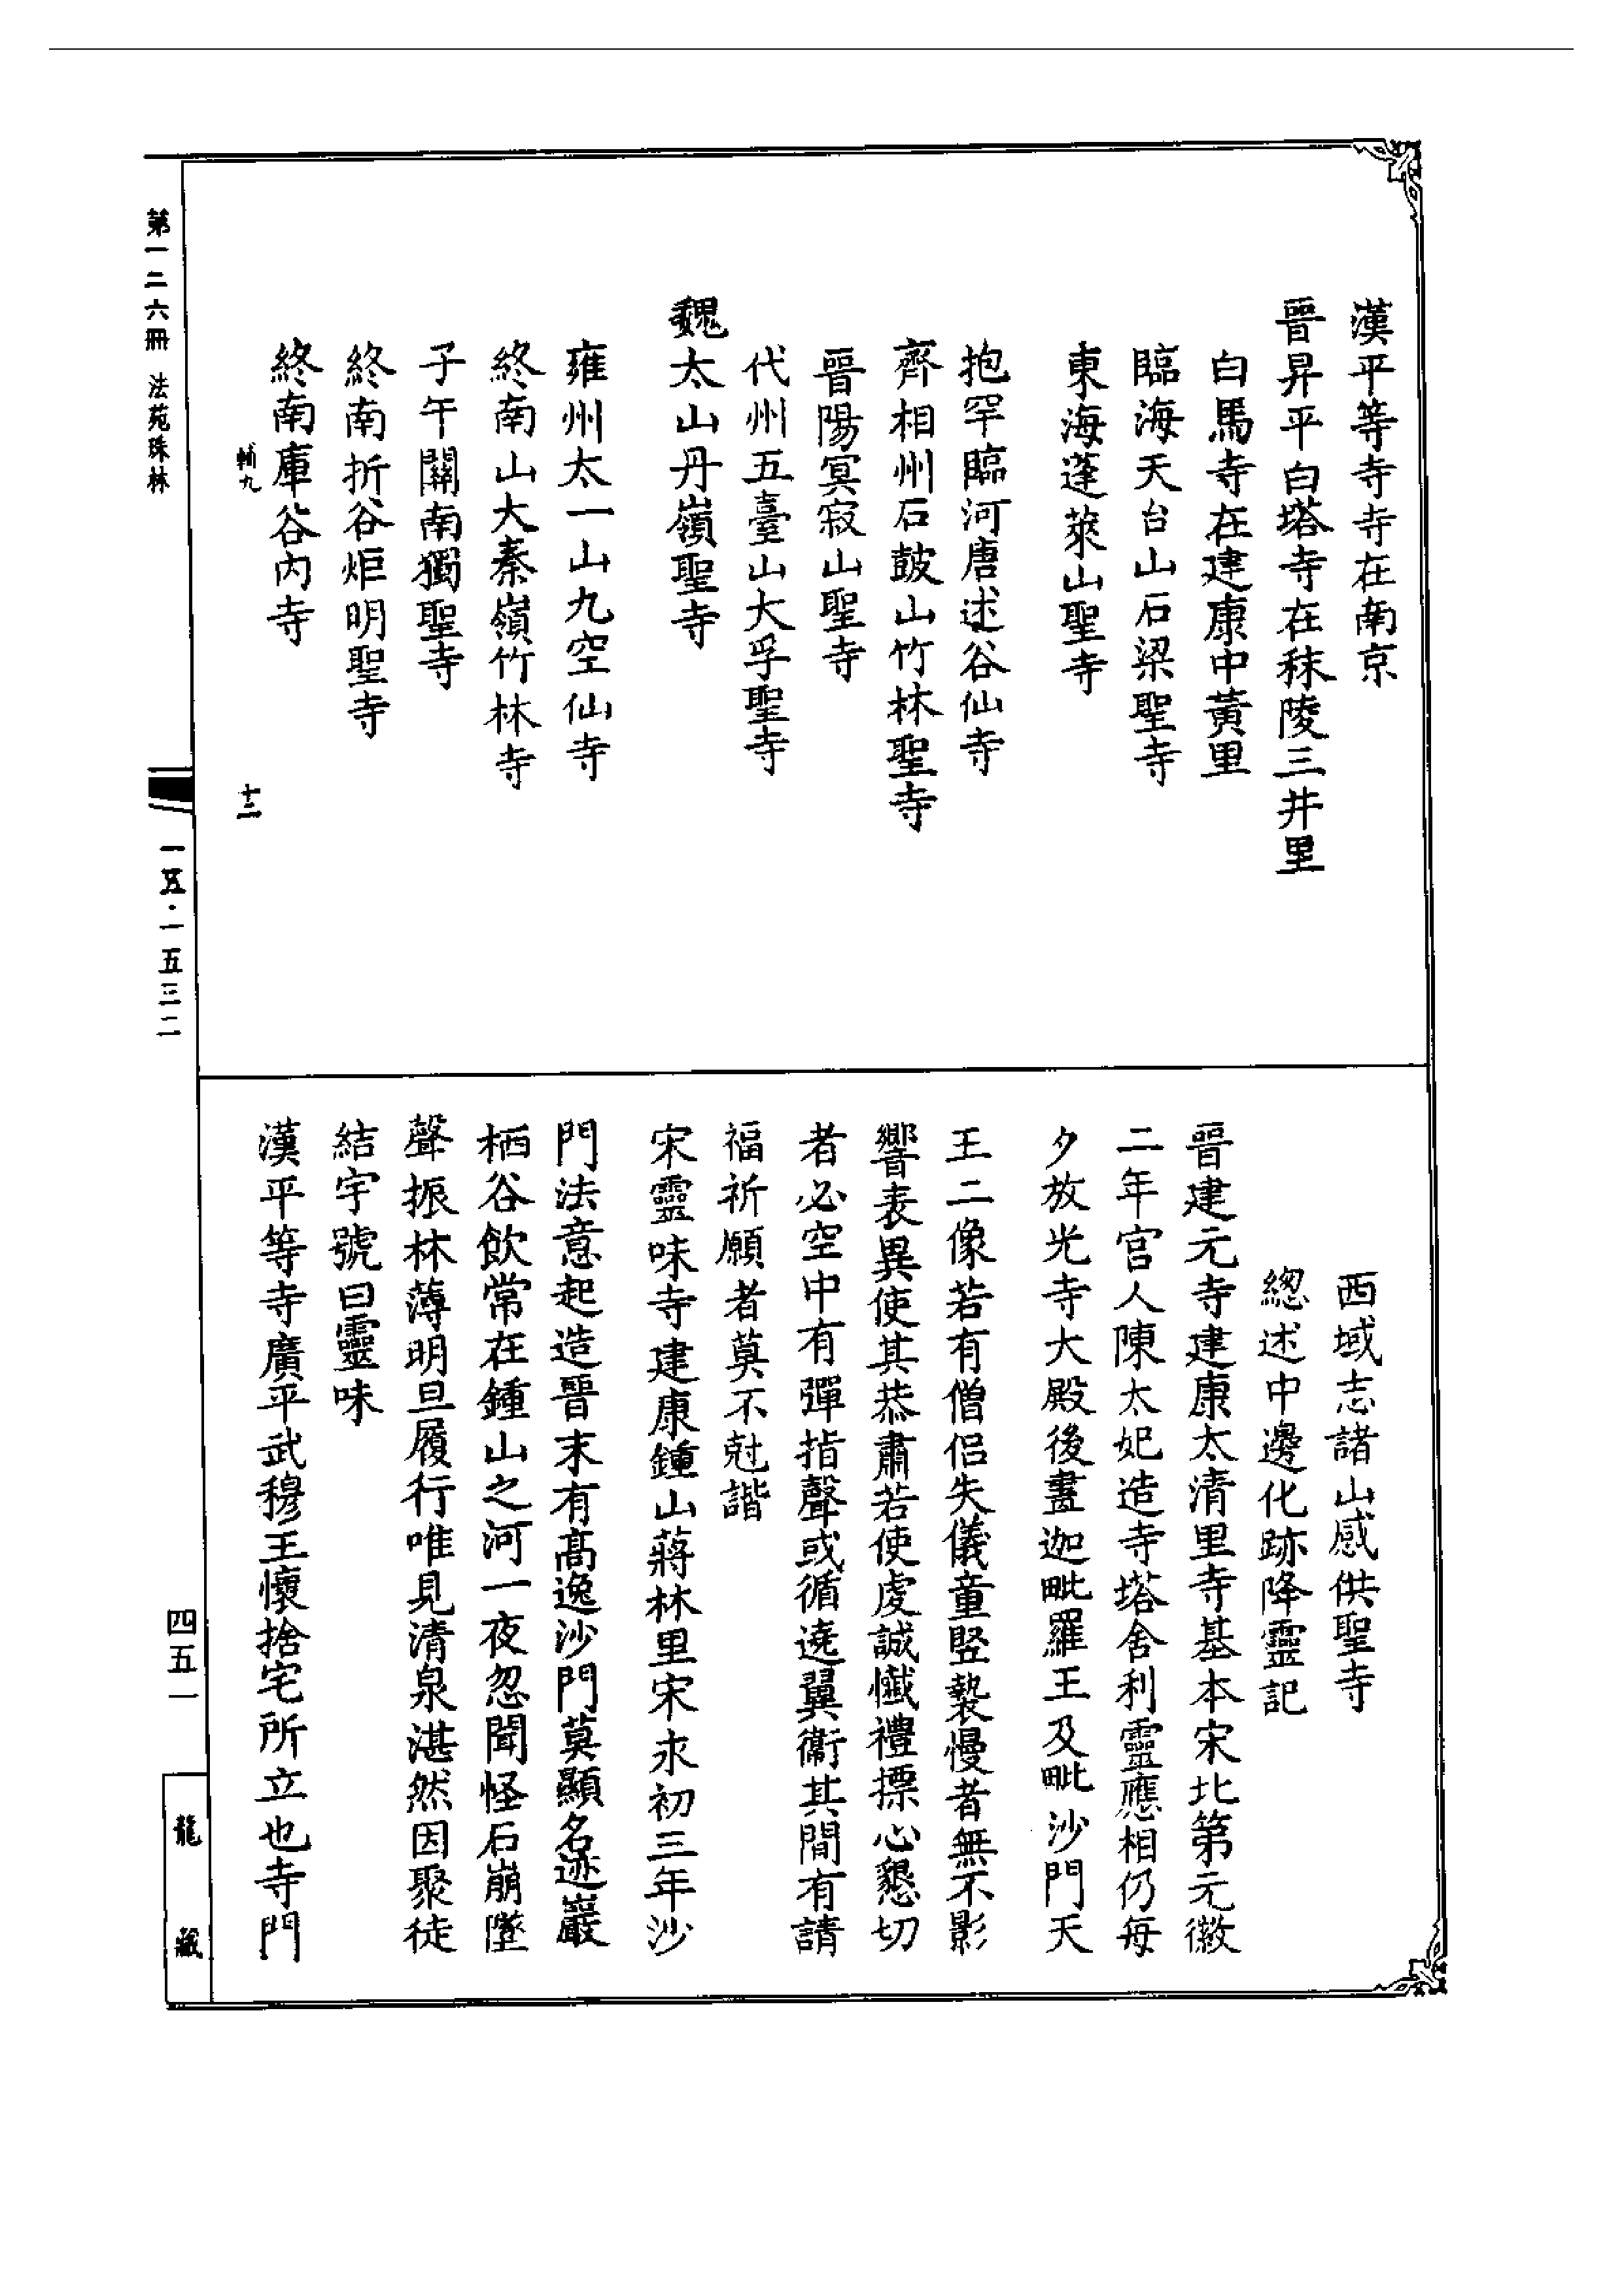 漢平等寺寺在南京
晉昇平白塔寺在秣陵三井里
白馬寺在建康中黃里
臨海天台山石梁聖寺
東海蓬萊山聖寺
抱罕臨河唐述谷仙寺
齊相州石鼓山竹林聖寺
晉陽冥寂山聖寺
代州五臺山大孚聖寺
魏太山丹嶺聖寺
雍州太一山九空仙寺
終南山大秦嶺竹林寺
子午關南獨聖寺
終南折谷炬明聖寺
終南庫谷內寺
輔九
十二
西域志諸山感供聖寺
總述中邊化跡降靈記
晉建元寺建康太清里寺基本宋北第元徽
二年宫人陳太妃造寺塔舍利靈應相仍每
夕放光寺大殿後畫迦毗羅王及毗沙門天
王二像若有僧侣失儀童竪褻慢者無不影
響表異使其恭肅若使虔誠懺禮摽心懇切
者必空中有彈指聲或循遶翼衞其間有請
福祈願者莫不尅諧
宋靈味寺建康鍾山蔣林里宋永初三年沙
門法意起造晉末有高逸沙門莫顯名迹巖
栖谷飲常在鍾山之河一夜忽聞怪石崩墜
聲振林薄明旦履行唯見清泉湛然因聚徒
結宇號曰靈味
漢平等寺廣平武穆王懷捨宅所立也寺門
第一二六冊 法苑珠林
一五·一五三二
四五一
龍藏